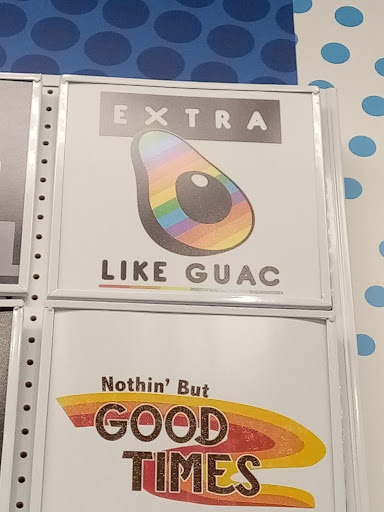 EXTRA
LIKE GUAC
Nothin' But
GOOD
TIMES